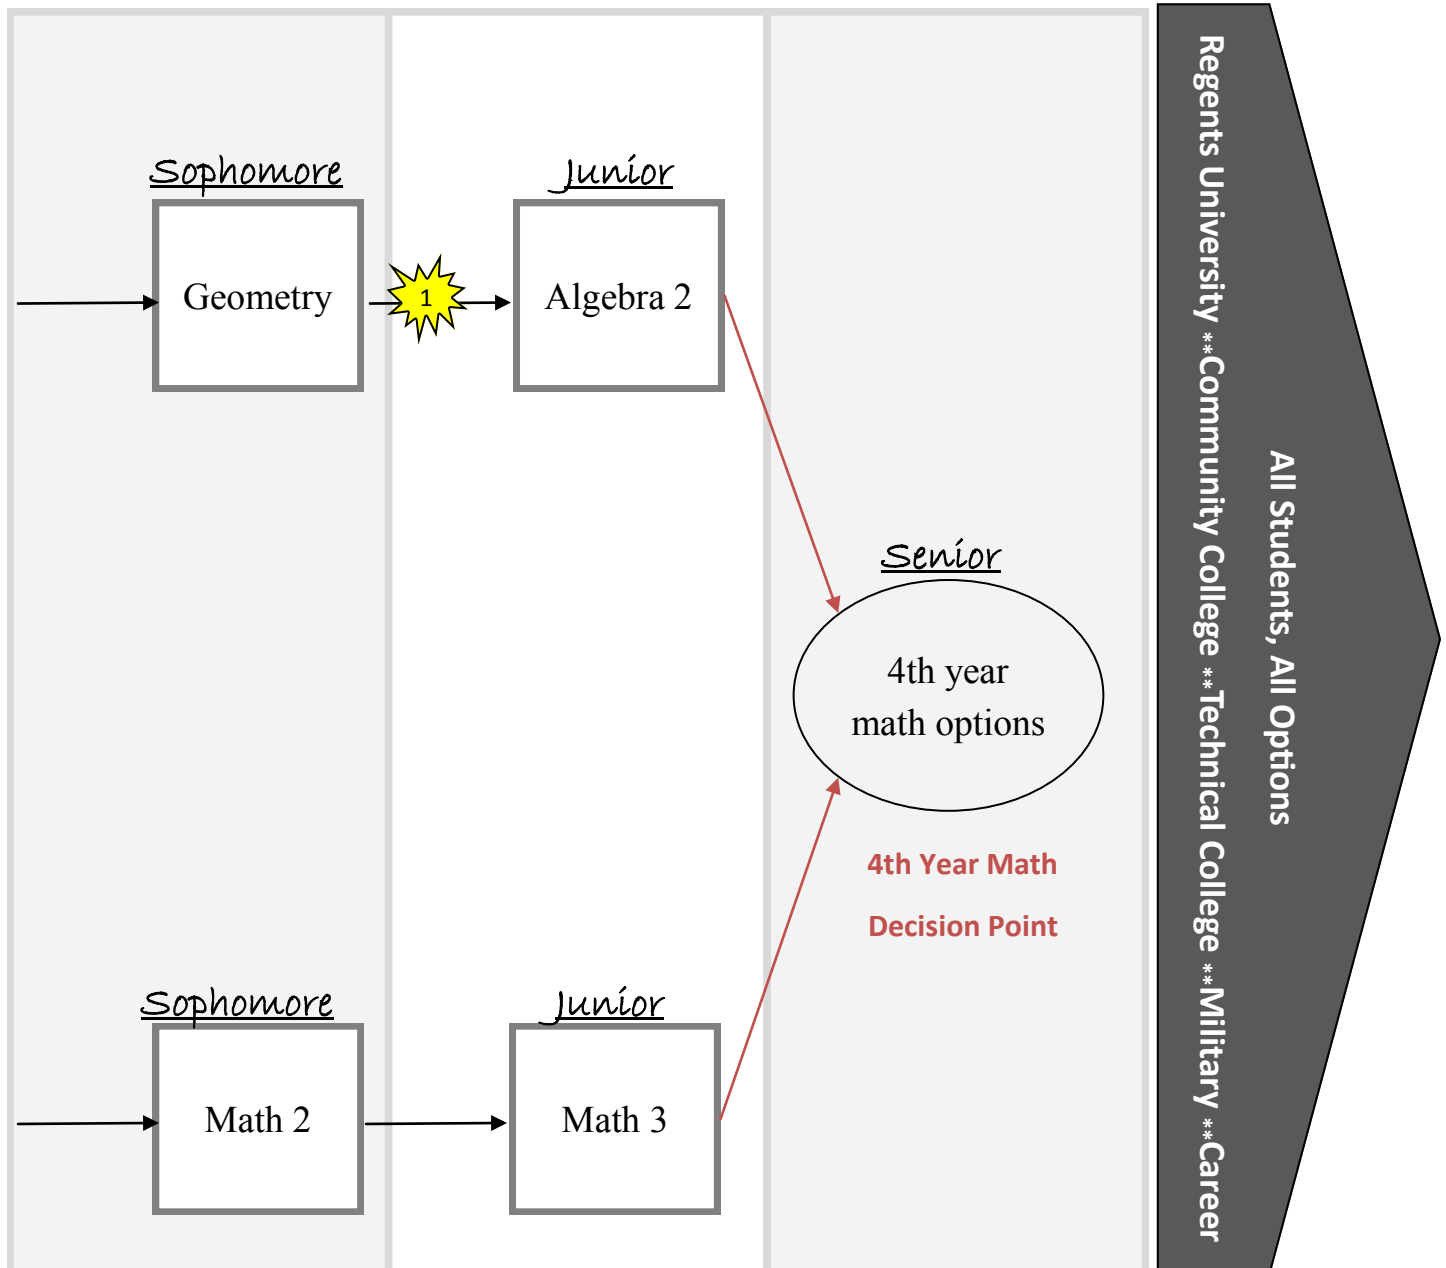 Sophomore
Junior
Geometry
1
Algebra 2
Senior
4th year
math options
4th Year Math
Decision Point
Sophomore
Junior
Math 2
Math 3
All Students, All Options
Regents University **Community College **Technical College **Military **Career